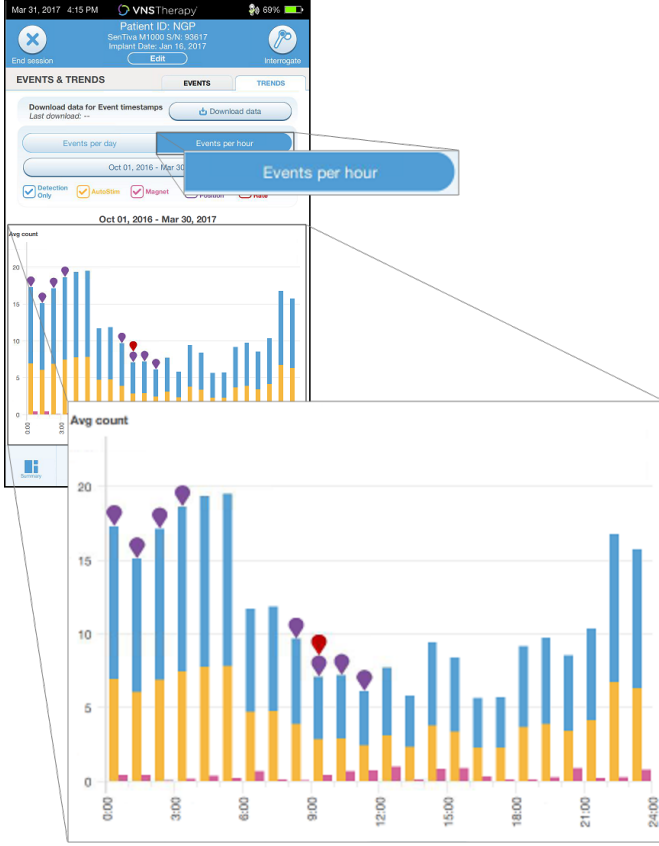 Mar 31, 2017 4:15 PM VNSTherapy® 69%
Patient ID: NGP
SenTiva M1000 S/N: 93617
Implant Date: Jan 16, 2017
End session Edit Interrogate
EVENTS & TRENDS EVENTS TRENDS
Download data for Event timestamps
Last download: --
Download data
Events per day Events per hour
Oct 01, 2016 - Mar 30
Events per hour
Detection Only AutoStim Magnet Position Rate
Oct 01, 2016 - Mar 30, 2017
Avg count
20
15
10
5
0
0:00 3:00
Summary
Avg count
20
15
10
5
0
0:00 3:00 6:00 9:00 12:00 15:00 18:00 21:00 24:00